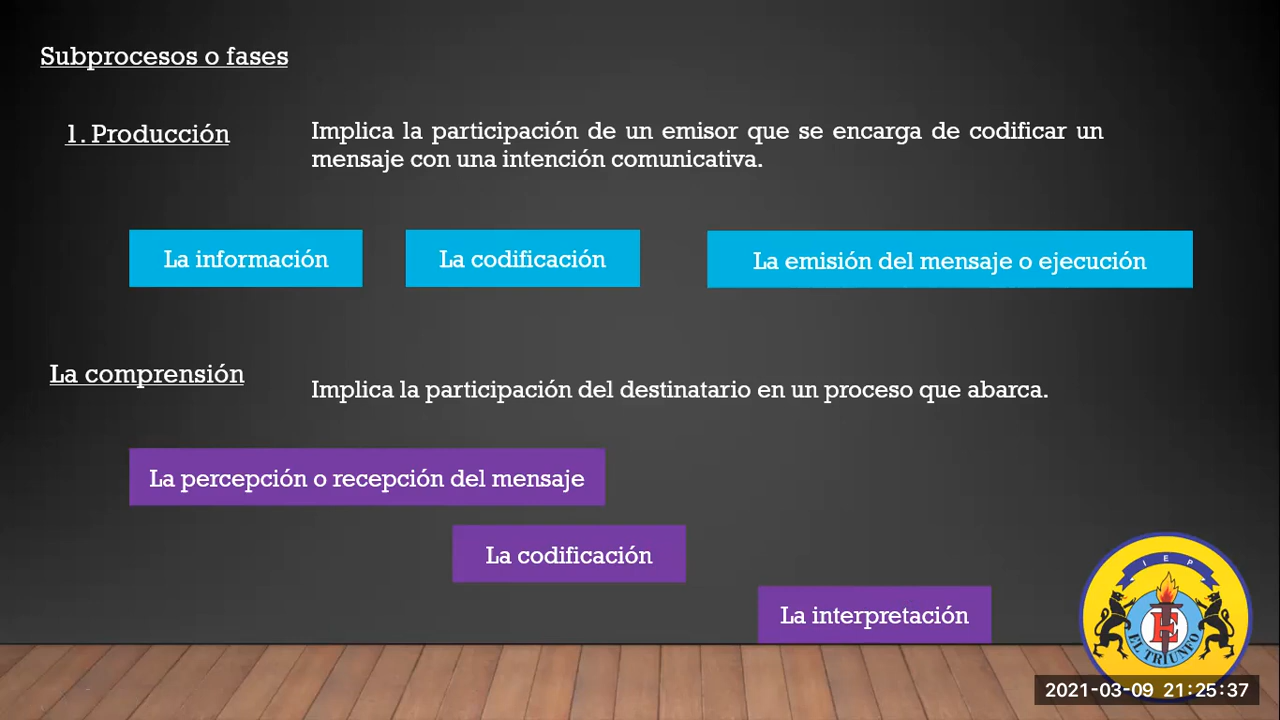 Subprocesos o fases
1. Producción
Implica la participación de un emisor que se encarga de codificar un
mensaje con una intención comunicativa.
La información
La codificación
La emisión del mensaje o ejecución
La comprensión
Implica la participación del destinatario en un proceso que abarca.
La percepción o recepción del mensaje
La codificación
La interpretación
I E P
E
EL TRIUNFO
2021-03-09 21:25:37